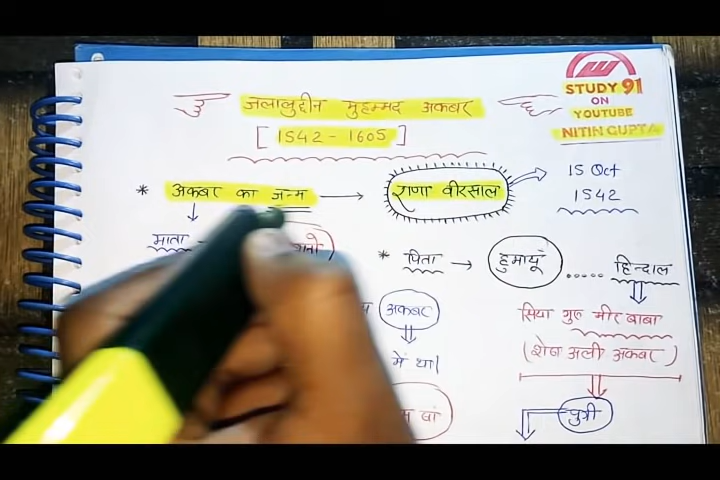 जलालुद्दीन मुहम्मद अकबर
[ 1542 - 1605 ]
STUDY 91
ON
YOUTUBE
NITIN GUPTA
* अकबर का जन्म → राणा वीरसाल
15 Oct
1542
माता
बानो
* पिता → हुमायूं ..... हिन्दाल
अकबर
सिया गुरु मीर बाबा
में था|
(शेख अली अकबर)
खां
पुत्री